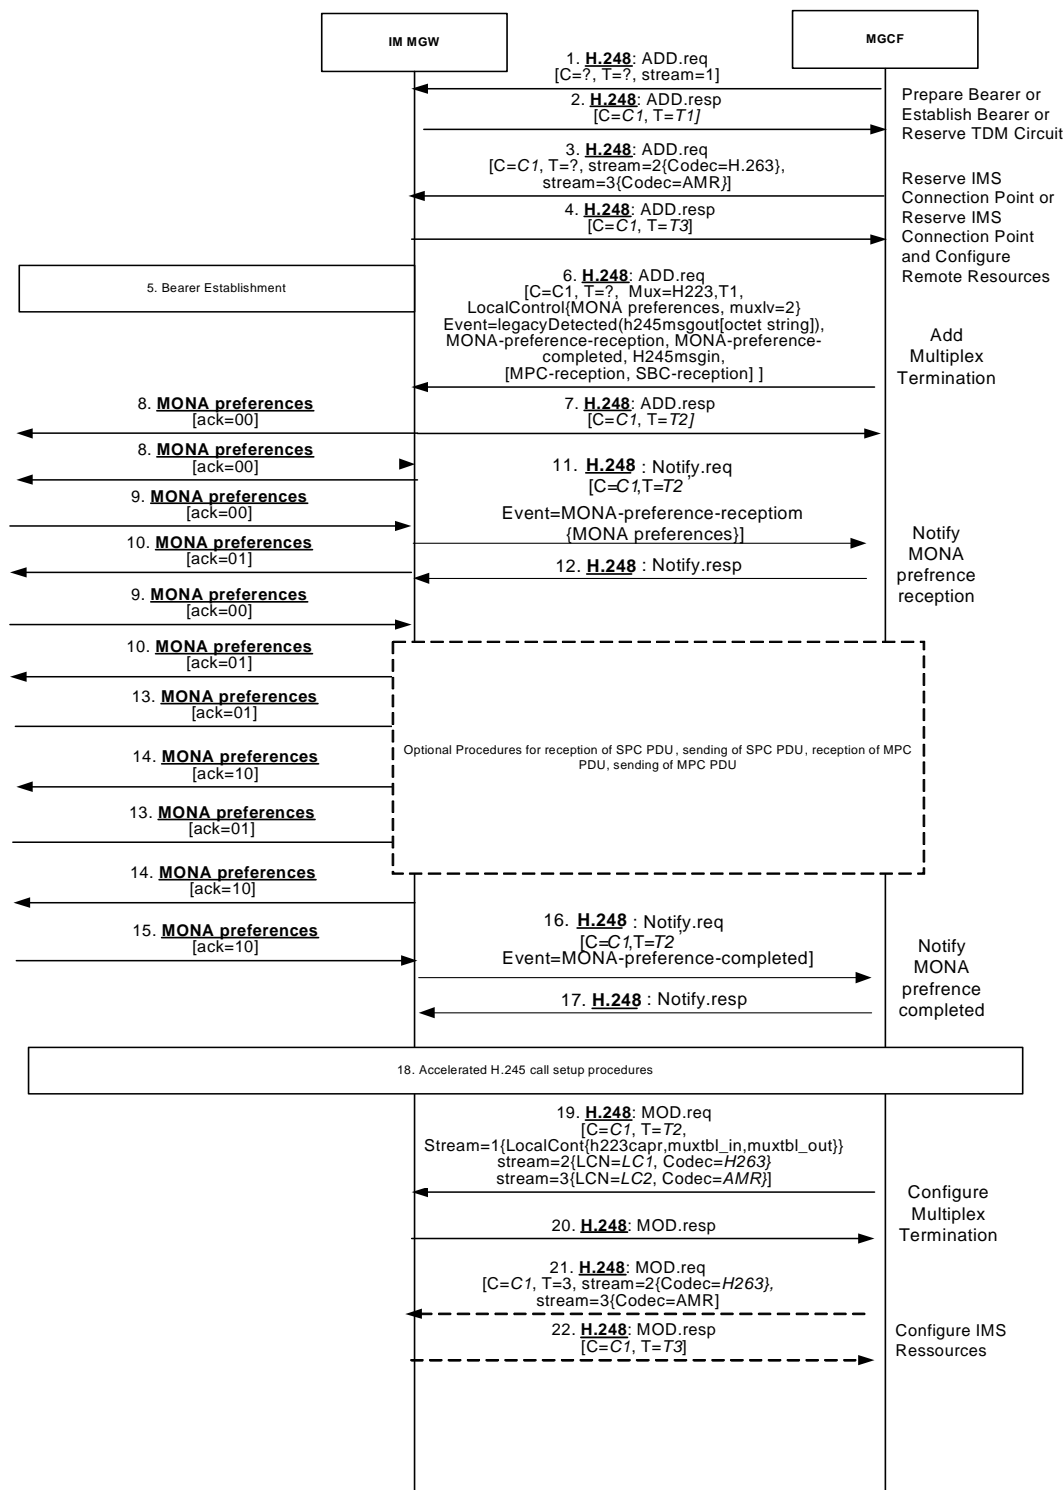 IM MGW
MGCF
1. H.248: ADD.req
[C=?, T=?, stream=1]
2. H.248: ADD.resp
[C=C1, T=T1]
Prepare Bearer or
Establish Bearer or
Reserve TDM Circuit
3. H.248: ADD.req
[C=C1, T=?, stream=2{Codec=H.263},
stream=3{Codec=AMR}]
4. H.248: ADD.resp
[C=C1, T=T3]
Reserve IMS
Connection Point or
Reserve IMS
Connection Point
and Configure
Remote Resources
5. Bearer Establishment
6. H.248: ADD.req
[C=C1, T=?, Mux=H223,T1,
LocalControl{MONA preferences, muxlv=2}
Event=legacyDetected(h245msgout[octet string]),
MONA-preference-reception, MONA-preference-
completed, H245msgin,
[MPC-reception, SBC-reception] ]
Add
Multiplex
Termination
8. MONA preferences
[ack=00]
7. H.248: ADD.resp
[C=C1, T=T2]
8. MONA preferences
[ack=00]
11. H.248 : Notify.req
[C=C1,T=T2,
Event=MONA-preference-receptiom
{MONA preferences}]
9. MONA preferences
[ack=00]
10. MONA preferences
[ack=01]
12. H.248 : Notify.resp
Notify
MONA
prefrence
reception
9. MONA preferences
[ack=00]
10. MONA preferences
[ack=01]
13. MONA preferences
[ack=01]
Optional Procedures for reception of SPC PDU, sending of SPC PDU, reception of MPC
PDU, sending of MPC PDU
14. MONA preferences
[ack=10]
13. MONA preferences
[ack=01]
14. MONA preferences
[ack=10]
15. MONA preferences
[ack=10]
16. H.248 : Notify.req
[C=C1,T=T2,
Event=MONA-preference-completed]
17. H.248 : Notify.resp
Notify
MONA
prefrence
completed
18. Accelerated H.245 call setup procedures
19. H.248: MOD.req
[C=C1, T=T2,
Stream=1{LocalCont{h223capr,muxtbl_in,muxtbl_out}}
stream=2{LCN=LC1, Codec=H263}
stream=3{LCN=LC2, Codec=AMR}]
20. H.248: MOD.resp
Configure
Multiplex
Termination
21. H.248: MOD.req
[C=C1, T=3, stream=2{Codec=H263},
stream=3{Codec=AMR]
22. H.248: MOD.resp
[C=C1, T=T3]
Configure IMS
Ressources